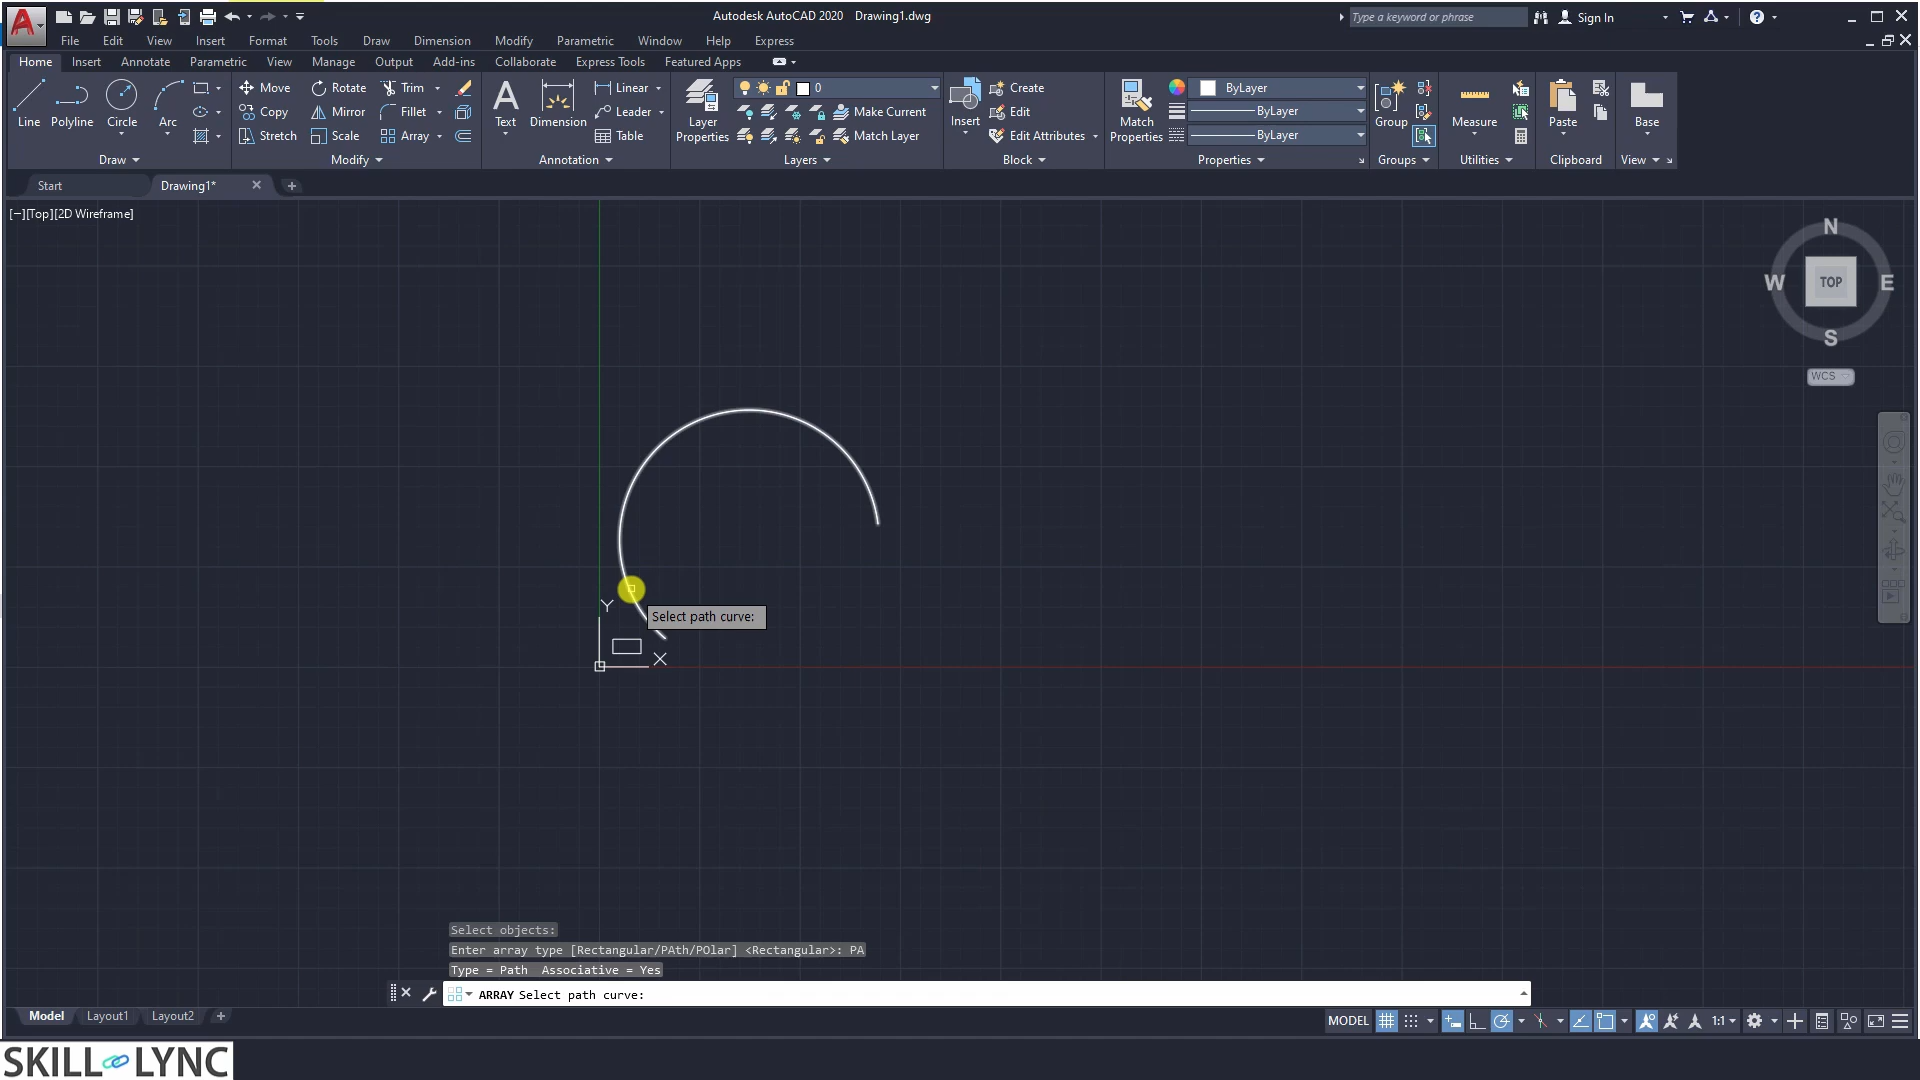 Autodesk AutoCAD 2020 Drawing1.dwg
Type a keyword or phrase
Sign In
File Edit View Insert Format Tools Draw Dimension Modify Parametric Window Help Express
Home Insert Annotate Parametric View Manage Output Add-ins Collaborate Express Tools Featured Apps
Line
Polyline
Circle
Arc
Draw
Move Rotate Trim
Copy Mirror Fillet
Stretch Scale Array
Modify
Text
Dimension
Linear
Leader
Table
Annotation
Layer
Properties
0
Make Current
Match Layer
Layers
Insert
Create
Edit
Edit Attributes
Block
Match
Properties
ByLayer
ByLayer
ByLayer
Properties
Group
Groups
Measure
Utilities
Paste
Clipboard
Base
View
Start Drawing1*
[−][Top][2D Wireframe]
N
W TOP E
S
WCS
Y
Select path curve:
X
Select objects:
Enter array type [Rectangular/PAth/POlar] <Rectangular>: PA
Type = Path Associative = Yes
ARRAY Select path curve:
Model Layout1 Layout2
MODEL 1:1
SKILL LYNC